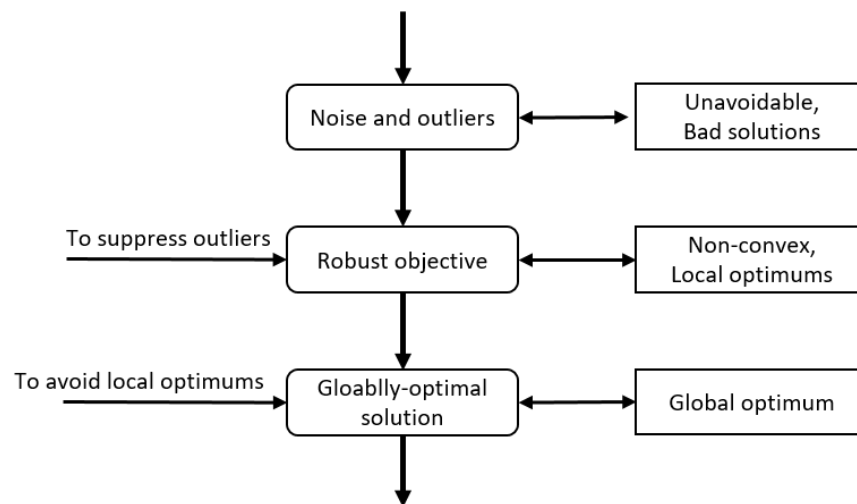 Noise and outliers
Unavoidable,
Bad solutions
To suppress outliers
Robust objective
Non-convex,
Local optimums
To avoid local optimums
Gloablly-optimal
solution
Global optimum